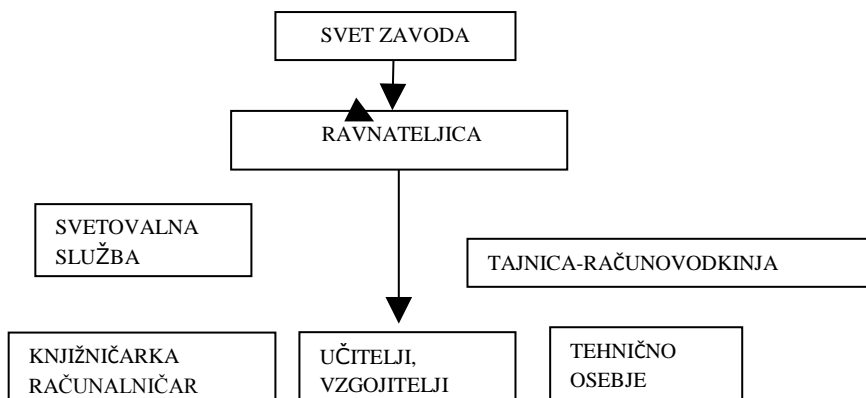 SVET ZAVODA
RAVNATELJICA
SVETOVALNA
SLUŽBA
TAJNICA-RAČUNOVODKINJA
KNJIŽNIČARKA
RAČUNALNIČAR
UČITELJI,
VZGOJITELJI
TEHNIČNO
OSEBJE